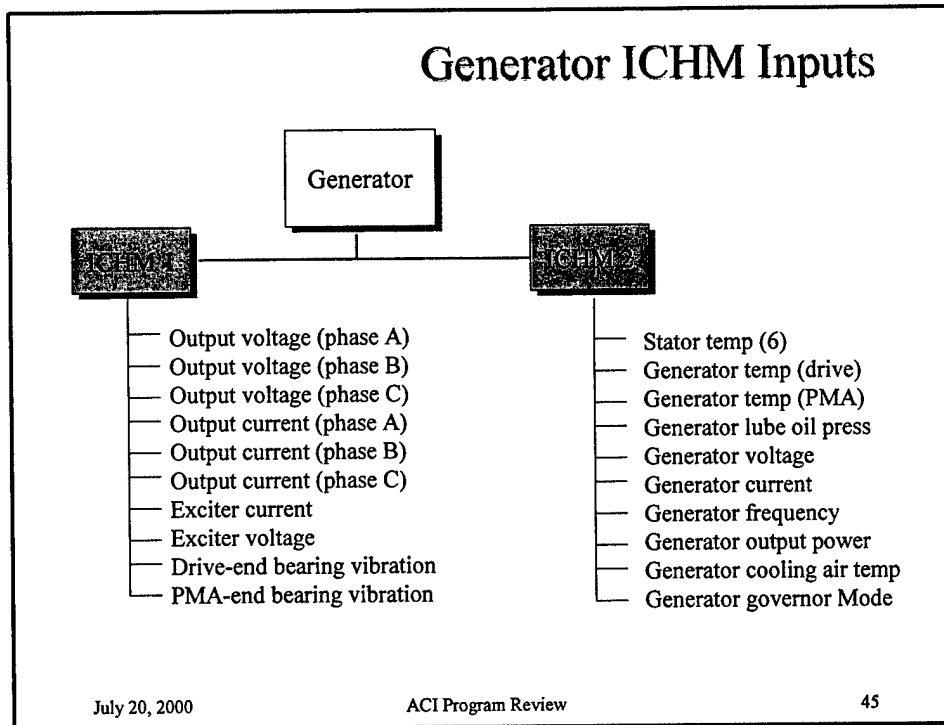 Generator ICHM Inputs
Generator
ICHM 1
ICHM 2
Output voltage (phase A)
Output voltage (phase B)
Output voltage (phase C)
Output current (phase A)
Output current (phase B)
Output current (phase C)
Exciter current
Exciter voltage
Drive-end bearing vibration
PMA-end bearing vibration
Stator temp (6)
Generator temp (drive)
Generator temp (PMA)
Generator lube oil press
Generator voltage
Generator current
Generator frequency
Generator output power
Generator cooling air temp
Generator governor Mode
July 20, 2000
ACI Program Review
45